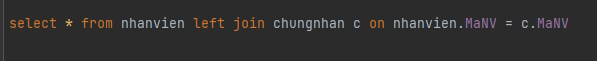 select * from nhanvien left join chungnhan c on nhanvien.MaNV = c.MaNV